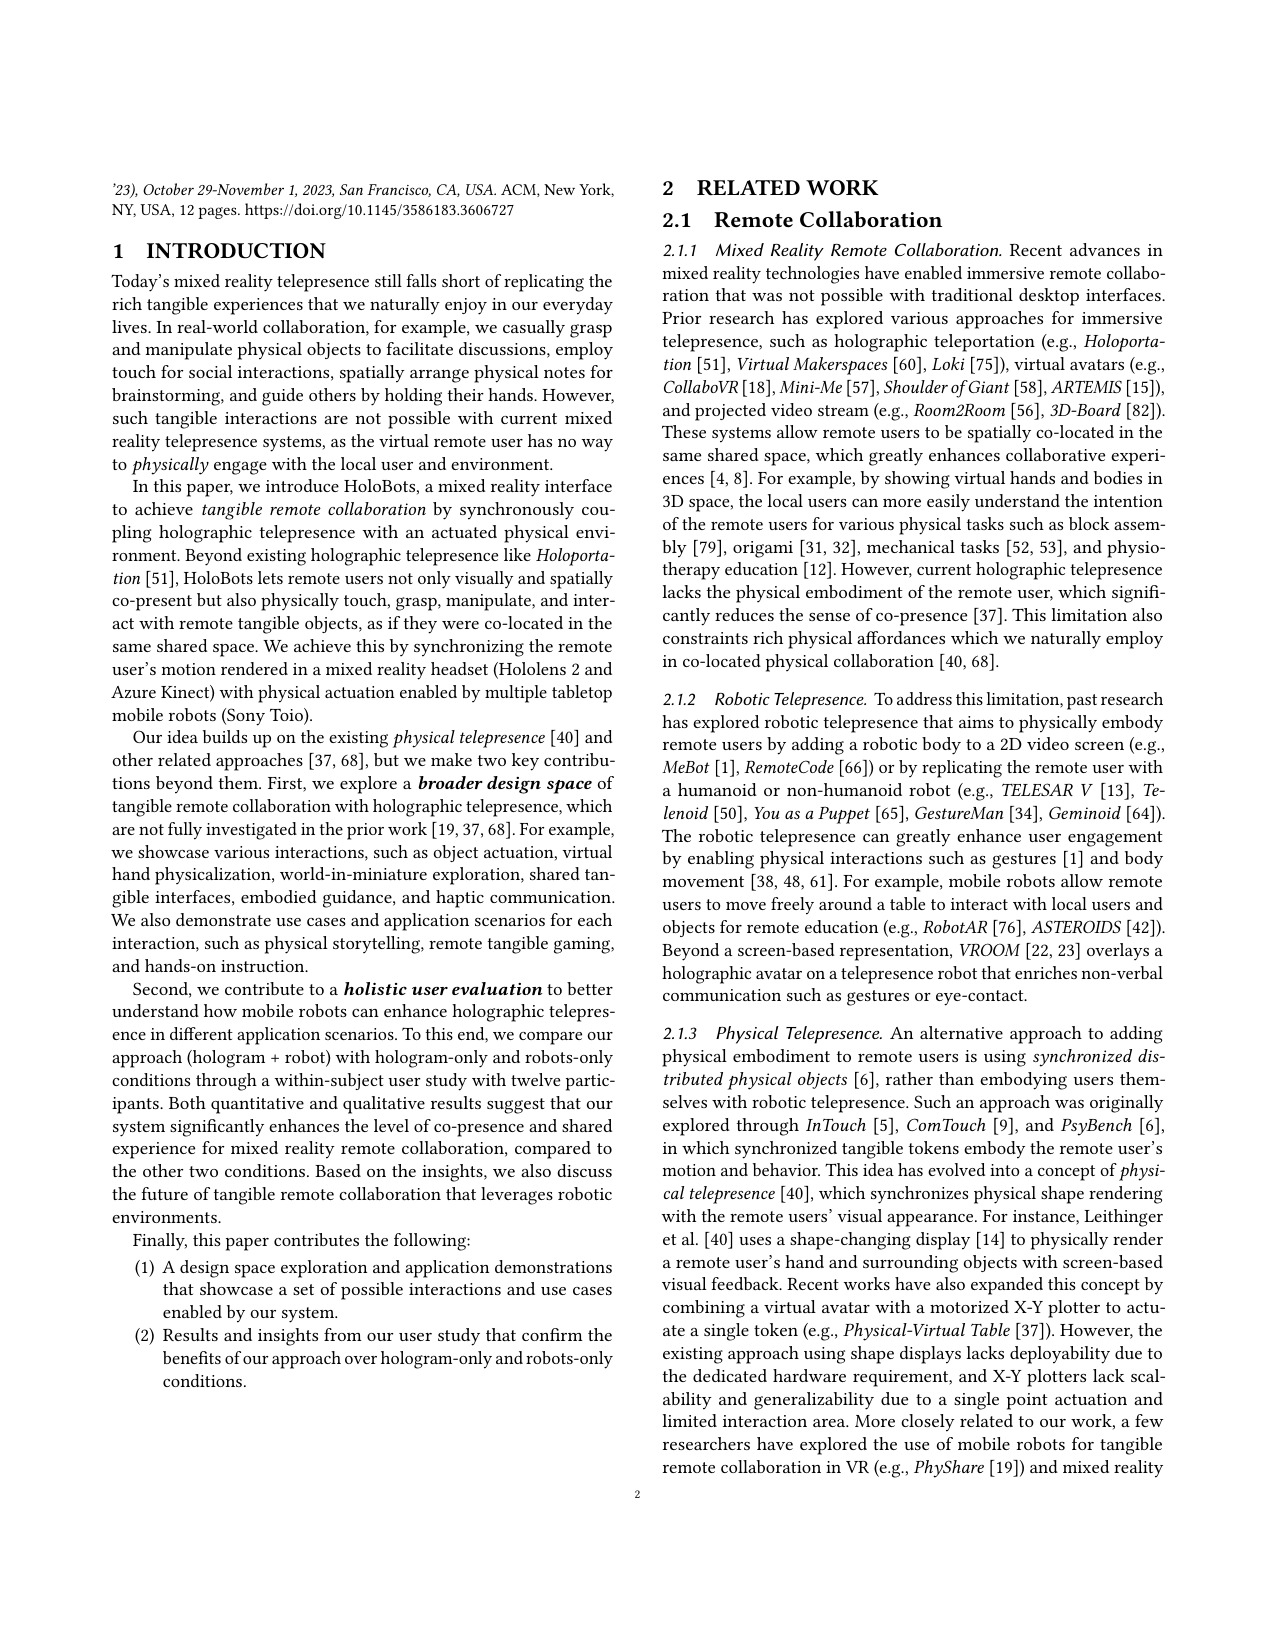 ’23), October 29-November 1, 2023, San Francisco, CA, USA. ACM, New York,
NY, USA, 12 pages. https://doi.org/10.1145/3586183.3606727
1 INTRODUCTION
Today’s mixed reality telepresence still falls short of replicating the
rich tangible experiences that we naturally enjoy in our everyday
lives. In real-world collaboration, for example, we casually grasp
and manipulate physical objects to facilitate discussions, employ
touch for social interactions, spatially arrange physical notes for
brainstorming, and guide others by holding their hands. However,
such tangible interactions are not possible with current mixed
reality telepresence systems, as the virtual remote user has no way
to physically engage with the local user and environment.
In this paper, we introduce HoloBots, a mixed reality interface
to achieve tangible remote collaboration by synchronously cou-
pling holographic telepresence with an actuated physical envi-
ronment. Beyond existing holographic telepresence like Holoporta-
tion [51], HoloBots lets remote users not only visually and spatially
co-present but also physically touch, grasp, manipulate, and inter-
act with remote tangible objects, as if they were co-located in the
same shared space. We achieve this by synchronizing the remote
user’s motion rendered in a mixed reality headset (Hololens 2 and
Azure Kinect) with physical actuation enabled by multiple tabletop
mobile robots (Sony Toio).
Our idea builds up on the existing physical telepresence [40] and
other related approaches [37, 68], but we make two key contribu-
tions beyond them. First, we explore a broader design space of
tangible remote collaboration with holographic telepresence, which
are not fully investigated in the prior work [19, 37, 68]. For example,
we showcase various interactions, such as object actuation, virtual
hand physicalization, world-in-miniature exploration, shared tan-
gible interfaces, embodied guidance, and haptic communication.
We also demonstrate use cases and application scenarios for each
interaction, such as physical storytelling, remote tangible gaming,
and hands-on instruction.
Second, we contribute to a holistic user evaluation to better
understand how mobile robots can enhance holographic telepres-
ence in different application scenarios. To this end, we compare our
approach (hologram + robot) with hologram-only and robots-only
conditions through a within-subject user study with twelve partic-
ipants. Both quantitative and qualitative results suggest that our
system significantly enhances the level of co-presence and shared
experience for mixed reality remote collaboration, compared to
the other two conditions. Based on the insights, we also discuss
the future of tangible remote collaboration that leverages robotic
environments.
Finally, this paper contributes the following:
(1) A design space exploration and application demonstrations
that showcase a set of possible interactions and use cases
enabled by our system.
(2) Results and insights from our user study that confirm the
benefits of our approach over hologram-only and robots-only
conditions.
2 RELATED WORK
2.1 Remote Collaboration
2.1.1 Mixed Reality Remote Collaboration. Recent advances in
mixed reality technologies have enabled immersive remote collabo-
ration that was not possible with traditional desktop interfaces.
Prior research has explored various approaches for immersive
telepresence, such as holographic teleportation (e.g., Holoporta-
tion [51], Virtual Makerspaces [60], Loki [75]), virtual avatars (e.g.,
CollaboVR [18], Mini-Me [57], Shoulder of Giant [58], ARTEMIS [15]),
and projected video stream (e.g., Room2Room [56], 3D-Board [82]).
These systems allow remote users to be spatially co-located in the
same shared space, which greatly enhances collaborative experi-
ences [4, 8]. For example, by showing virtual hands and bodies in
3D space, the local users can more easily understand the intention
of the remote users for various physical tasks such as block assem-
bly [79], origami [31, 32], mechanical tasks [52, 53], and physio-
therapy education [12]. However, current holographic telepresence
lacks the physical embodiment of the remote user, which signifi-
cantly reduces the sense of co-presence [37]. This limitation also
constraints rich physical affordances which we naturally employ
in co-located physical collaboration [40, 68].
2.1.2 Robotic Telepresence. To address this limitation, past research
has explored robotic telepresence that aims to physically embody
remote users by adding a robotic body to a 2D video screen (e.g.,
MeBot [1], RemoteCode [66]) or by replicating the remote user with
a humanoid or non-humanoid robot (e.g., TELESAR V [13], Te-
lenoid [50], You as a Puppet [65], GestureMan [34], Geminoid [64]).
The robotic telepresence can greatly enhance user engagement
by enabling physical interactions such as gestures [1] and body
movement [38, 48, 61]. For example, mobile robots allow remote
users to move freely around a table to interact with local users and
objects for remote education (e.g., RobotAR [76], ASTEROIDS [42]).
Beyond a screen-based representation, VROOM [22, 23] overlays a
holographic avatar on a telepresence robot that enriches non-verbal
communication such as gestures or eye-contact.
2.1.3 Physical Telepresence. An alternative approach to adding
physical embodiment to remote users is using synchronized dis-
tributed physical objects [6], rather than embodying users them-
selves with robotic telepresence. Such an approach was originally
explored through InTouch [5], ComTouch [9], and PsyBench [6],
in which synchronized tangible tokens embody the remote user’s
motion and behavior. This idea has evolved into a concept of physi-
cal telepresence [40], which synchronizes physical shape rendering
with the remote users’ visual appearance. For instance, Leithinger
et al. [40] uses a shape-changing display [14] to physically render
a remote user’s hand and surrounding objects with screen-based
visual feedback. Recent works have also expanded this concept by
combining a virtual avatar with a motorized X-Y plotter to actu-
ate a single token (e.g., Physical-Virtual Table [37]). However, the
existing approach using shape displays lacks deployability due to
the dedicated hardware requirement, and X-Y plotters lack scal-
ability and generalizability due to a single point actuation and
limited interaction area. More closely related to our work, a few
researchers have explored the use of mobile robots for tangible
remote collaboration in VR (e.g., PhyShare [19]) and mixed reality
2